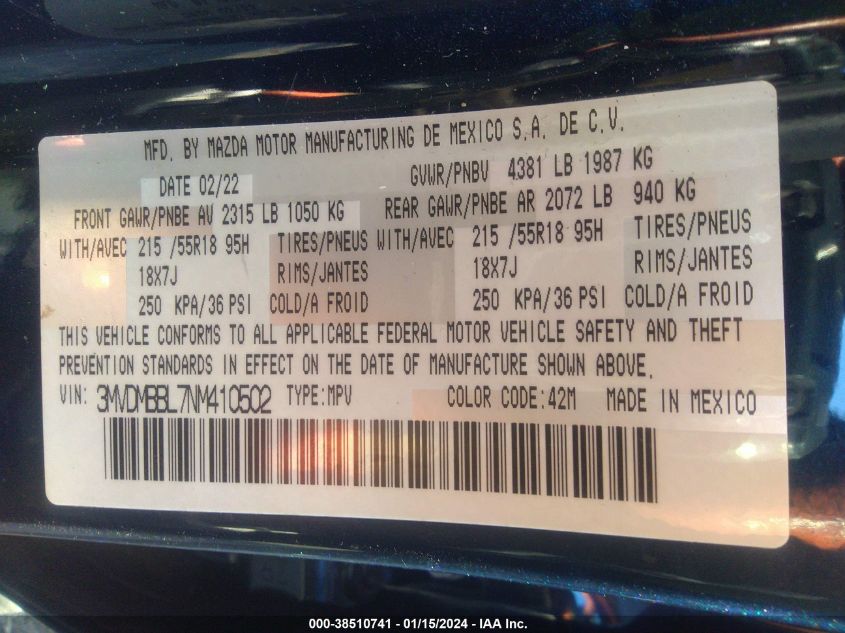 MFD. BY MAZDA MOTOR MANUFACTURING DE MEXICO S.A. DE C.V.
DATE 02/22 GVWR/PNBV 4381 LB 1987 KG
FRONT GAWR/PNBE AV 2315 LB 1050 KG REAR GAWR/PNBE AR 2072 LB 940 KG
WITH/AVEC 215 /55R18 95H TIRES/PNEUS WITH/AVEC 215 /55R18 95H TIRES/PNEUS
18X7J RIMS/JANTES 18X7J RIMS/JANTES
250 KPA/36 PSI COLD/A FROID 250 KPA/36 PSI COLD/A FROID
THIS VEHICLE CONFORMS TO ALL APPLICABLE FEDERAL MOTOR VEHICLE SAFETY AND THEFT
PREVENTION STANDARDS IN EFFECT ON THE DATE OF MANUFACTURE SHOWN ABOVE.
VIN: 3MVDMBBL7NM410502 TYPE:MPV COLOR CODE:42M MADE IN MEXICO
000-38510741 - 01/15/2024 - IAA Inc.